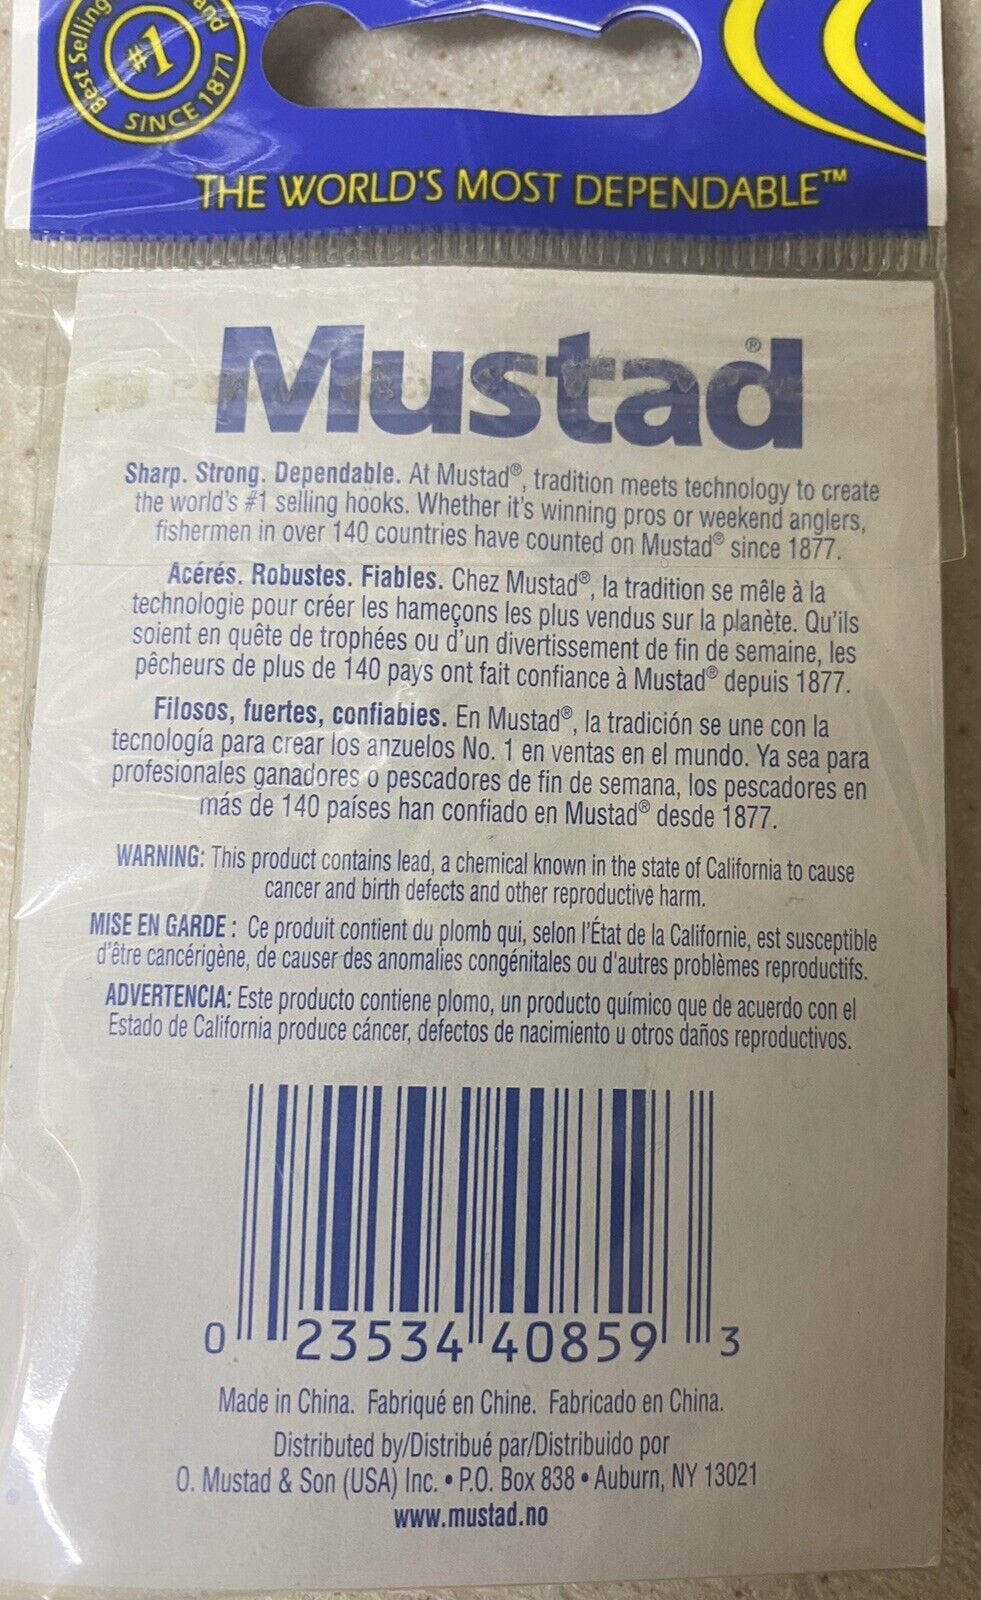 Best Selling and
#1
SINCE 1877
THE WORLD'S MOST DEPENDABLE™
Mustad®
Sharp. Strong. Dependable. At Mustad®, tradition meets technology to create
the world's #1 selling hooks. Whether it's winning pros or weekend anglers,
fishermen in over 140 countries have counted on Mustad® since 1877.
Acérés. Robustes. Fiables. Chez Mustad®, la tradition se mêle à la
technologie pour créer les hameçons les plus vendus sur la planète. Qu'ils
soient en quête de trophées ou d'un divertissement de fin de semaine, les
pêcheurs de plus de 140 pays ont fait confiance à Mustad® depuis 1877.
Filosos, fuertes, confiables. En Mustad®, la tradición se une con la
tecnología para crear los anzuelos No. 1 en ventas en el mundo. Ya sea para
profesionales ganadores o pescadores de fin de semana, los pescadores en
más de 140 países han confiado en Mustad® desde 1877.
WARNING: This product contains lead, a chemical known in the state of California to cause
cancer and birth defects and other reproductive harm.
MISE EN GARDE : Ce produit contient du plomb qui, selon l'État de la Californie, est susceptible
d'être cancérigène, de causer des anomalies congénitales ou d'autres problèmes reproductifs.
ADVERTENCIA: Este producto contiene plomo, un producto químico que de acuerdo con el
Estado de California produce cáncer, defectos de nacimiento u otros daños reproductivos.
0 23534 40859 3
Made in China. Fabriqué en Chine. Fabricado en China.
Distributed by/Distribué par/Distribuido por
O. Mustad & Son (USA) Inc. • P.O. Box 838 • Auburn, NY 13021
www.mustad.no